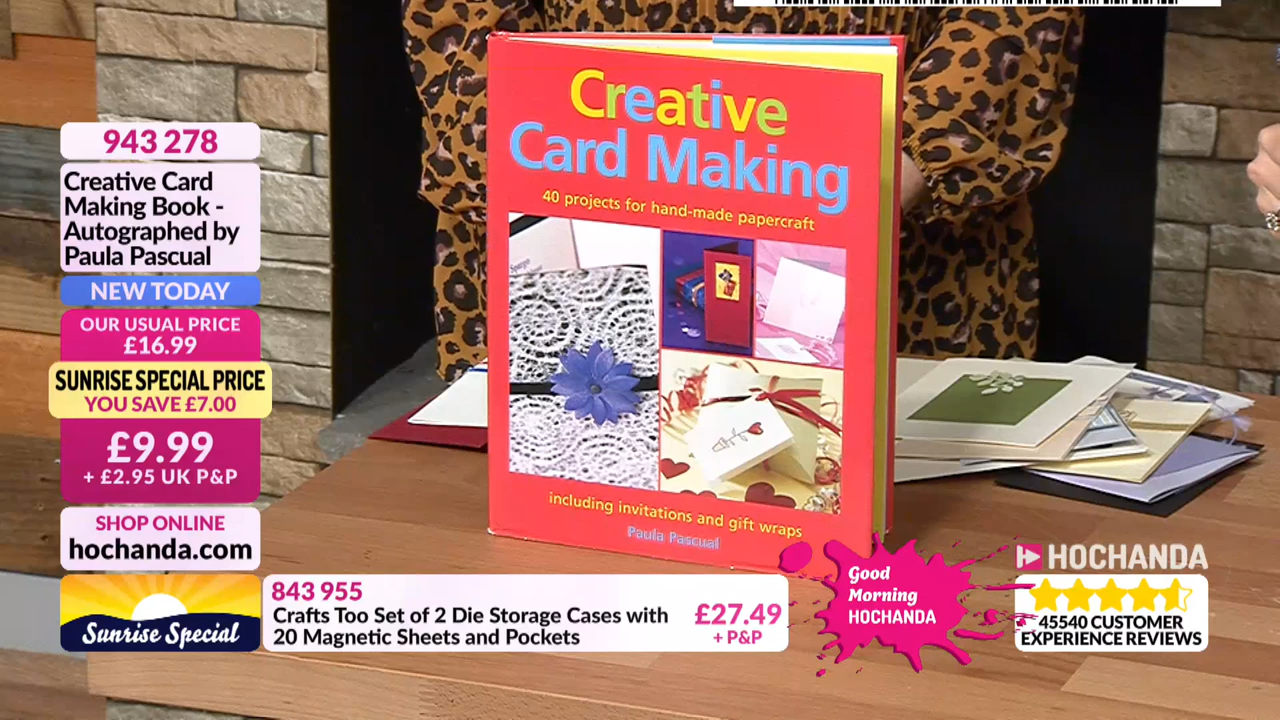 943 278
Creative Card
Making Book -
Autographed by
Paula Pascual
NEW TODAY
OUR USUAL PRICE
£16.99
SUNRISE SPECIAL PRICE
YOU SAVE £7.00
£9.99
+ £2.95 UK P&P
SHOP ONLINE
hochanda.com
Sunrise Special
843 955
Crafts Too Set of 2 Die Storage Cases with
20 Magnetic Sheets and Pockets
£27.49
+ P&P
Creative
Card Making
40 projects for hand-made papercraft
including invitations and gift wraps
Paula Pascual
Good
Morning
HOCHANDA
HOCHANDA
45540 CUSTOMER
EXPERIENCE REVIEWS